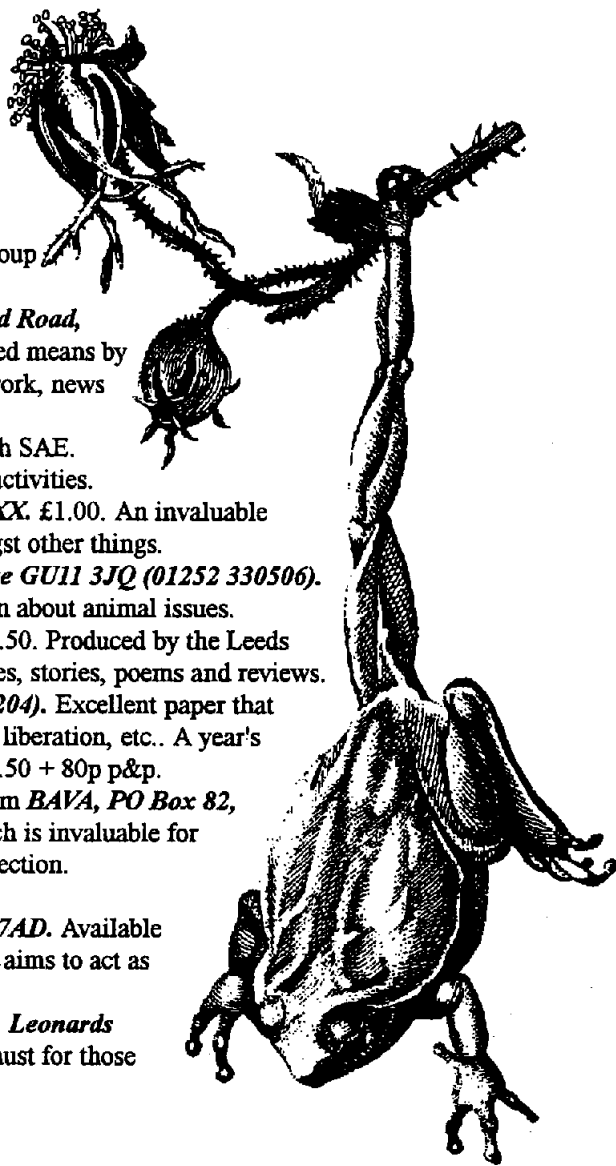 oup
d Road,
ed means by
ork, news
h SAE.
activities.
XX. £1.00. An invaluable
gst other things.
e GU11 3JQ (01252 330506).
n about animal issues.
.50. Produced by the Leeds
es, stories, poems and reviews.
204). Excellent paper that
liberation, etc.. A year's
.50 + 80p p&p.
m BAVA, PO Box 82,
ch is invaluable for
ection.
7AD. Available
aims to act as
Leonards
nust for those